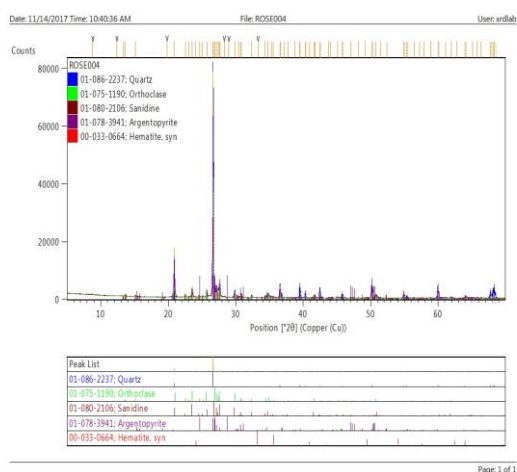 Date: 11/14/2017 Time: 10:40:36 AM File: ROSE004 User: xrdlab
Counts
ROSE004
01-086-2237; Quartz
01-075-1190; Orthoclase
01-080-2106; Sanidine
01-078-3941; Argentopyrite
00-033-0664; Hematite, syn
80000
60000
40000
20000
0
10 20 30 40 50 60
Position [°2θ] (Copper (Cu))
Peak List
01-086-2237; Quartz
01-075-1190; Orthoclase
01-080-2106; Sanidine
01-078-3941; Argentopyrite
00-033-0664; Hematite, syn
Page: 1 of 1